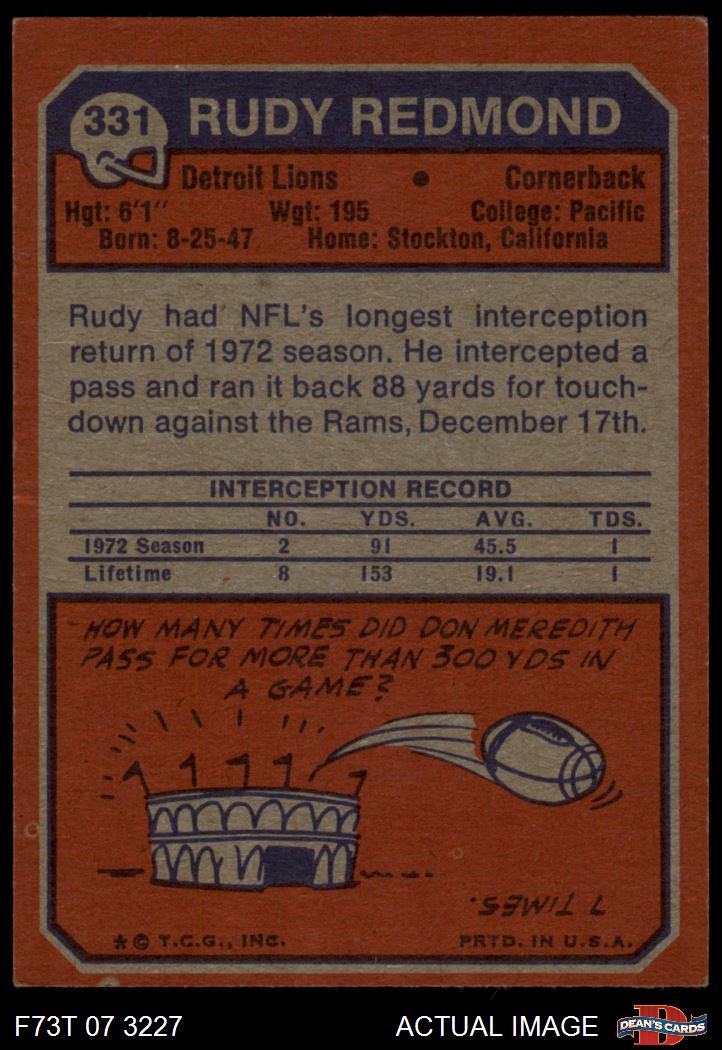 331 RUDY REDMOND
Detroit Lions • Cornerback
Hgt: 6'1" Wgt: 195 College: Pacific
Born: 8-25-47 Home: Stockton, California
Rudy had NFL's longest interception
return of 1972 season. He intercepted a
pass and ran it back 88 yards for touch-
down against the Rams, December 17th.
INTERCEPTION RECORD
NO. YDS. AVG. TDS.
1972 Season 2 91 45.5 1
Lifetime 8 153 19.1 1
HOW MANY TIMES DID DON MEREDITH
PASS FOR MORE THAN 300 YDS IN
A GAME?
7 TIMES.
* © T.C.G., INC. PRTD. IN U.S.A.
F73T 07 3227 ACTUAL IMAGE D DEAN'S CARDS